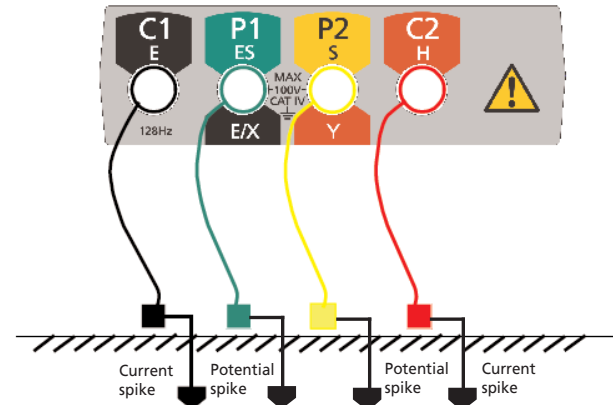 C1
E
P1
ES
P2
S
C2
H
MAX
100V
CAT IV
128Hz
E/X
Y
Current
spike
Potential
spike
Potential
spike
Current
spike